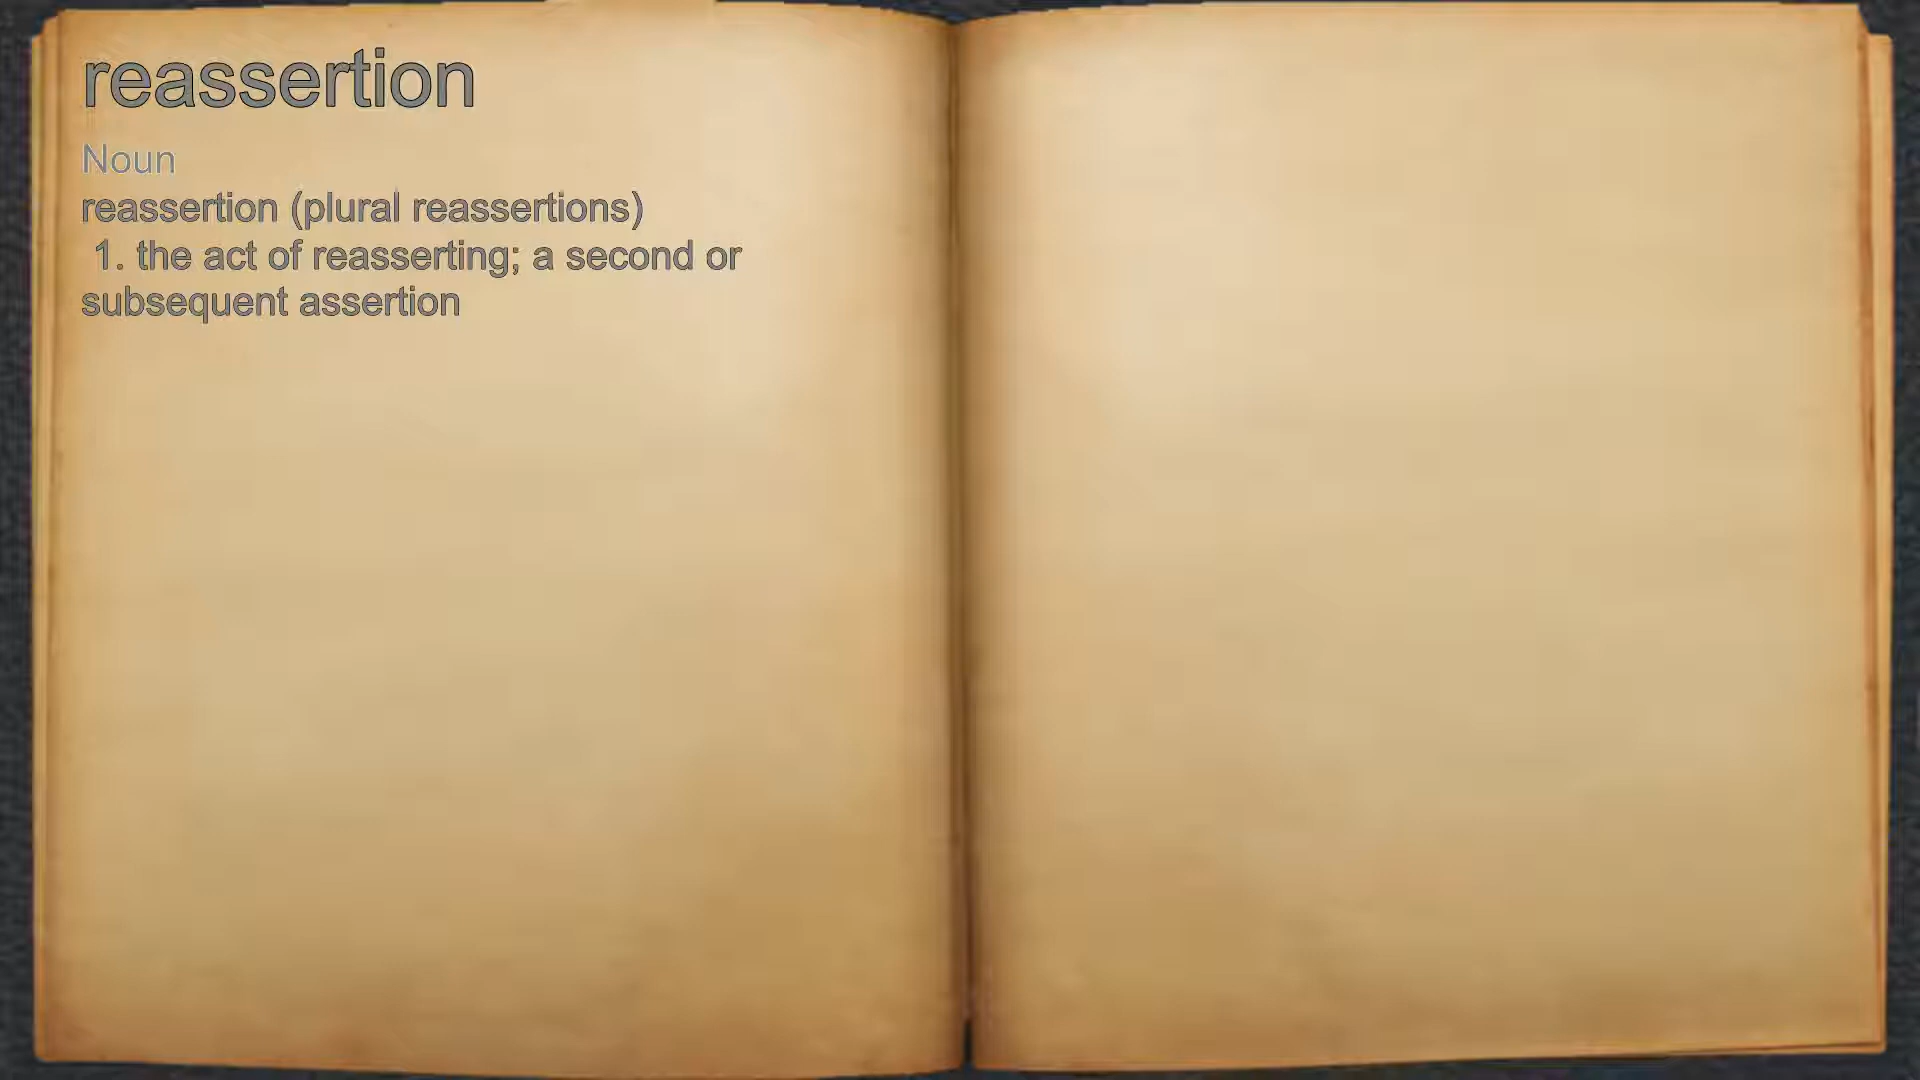 reassertion
Noun
reassertion (plural reassertions)
1. the act of reasserting; a second or
subsequent assertion